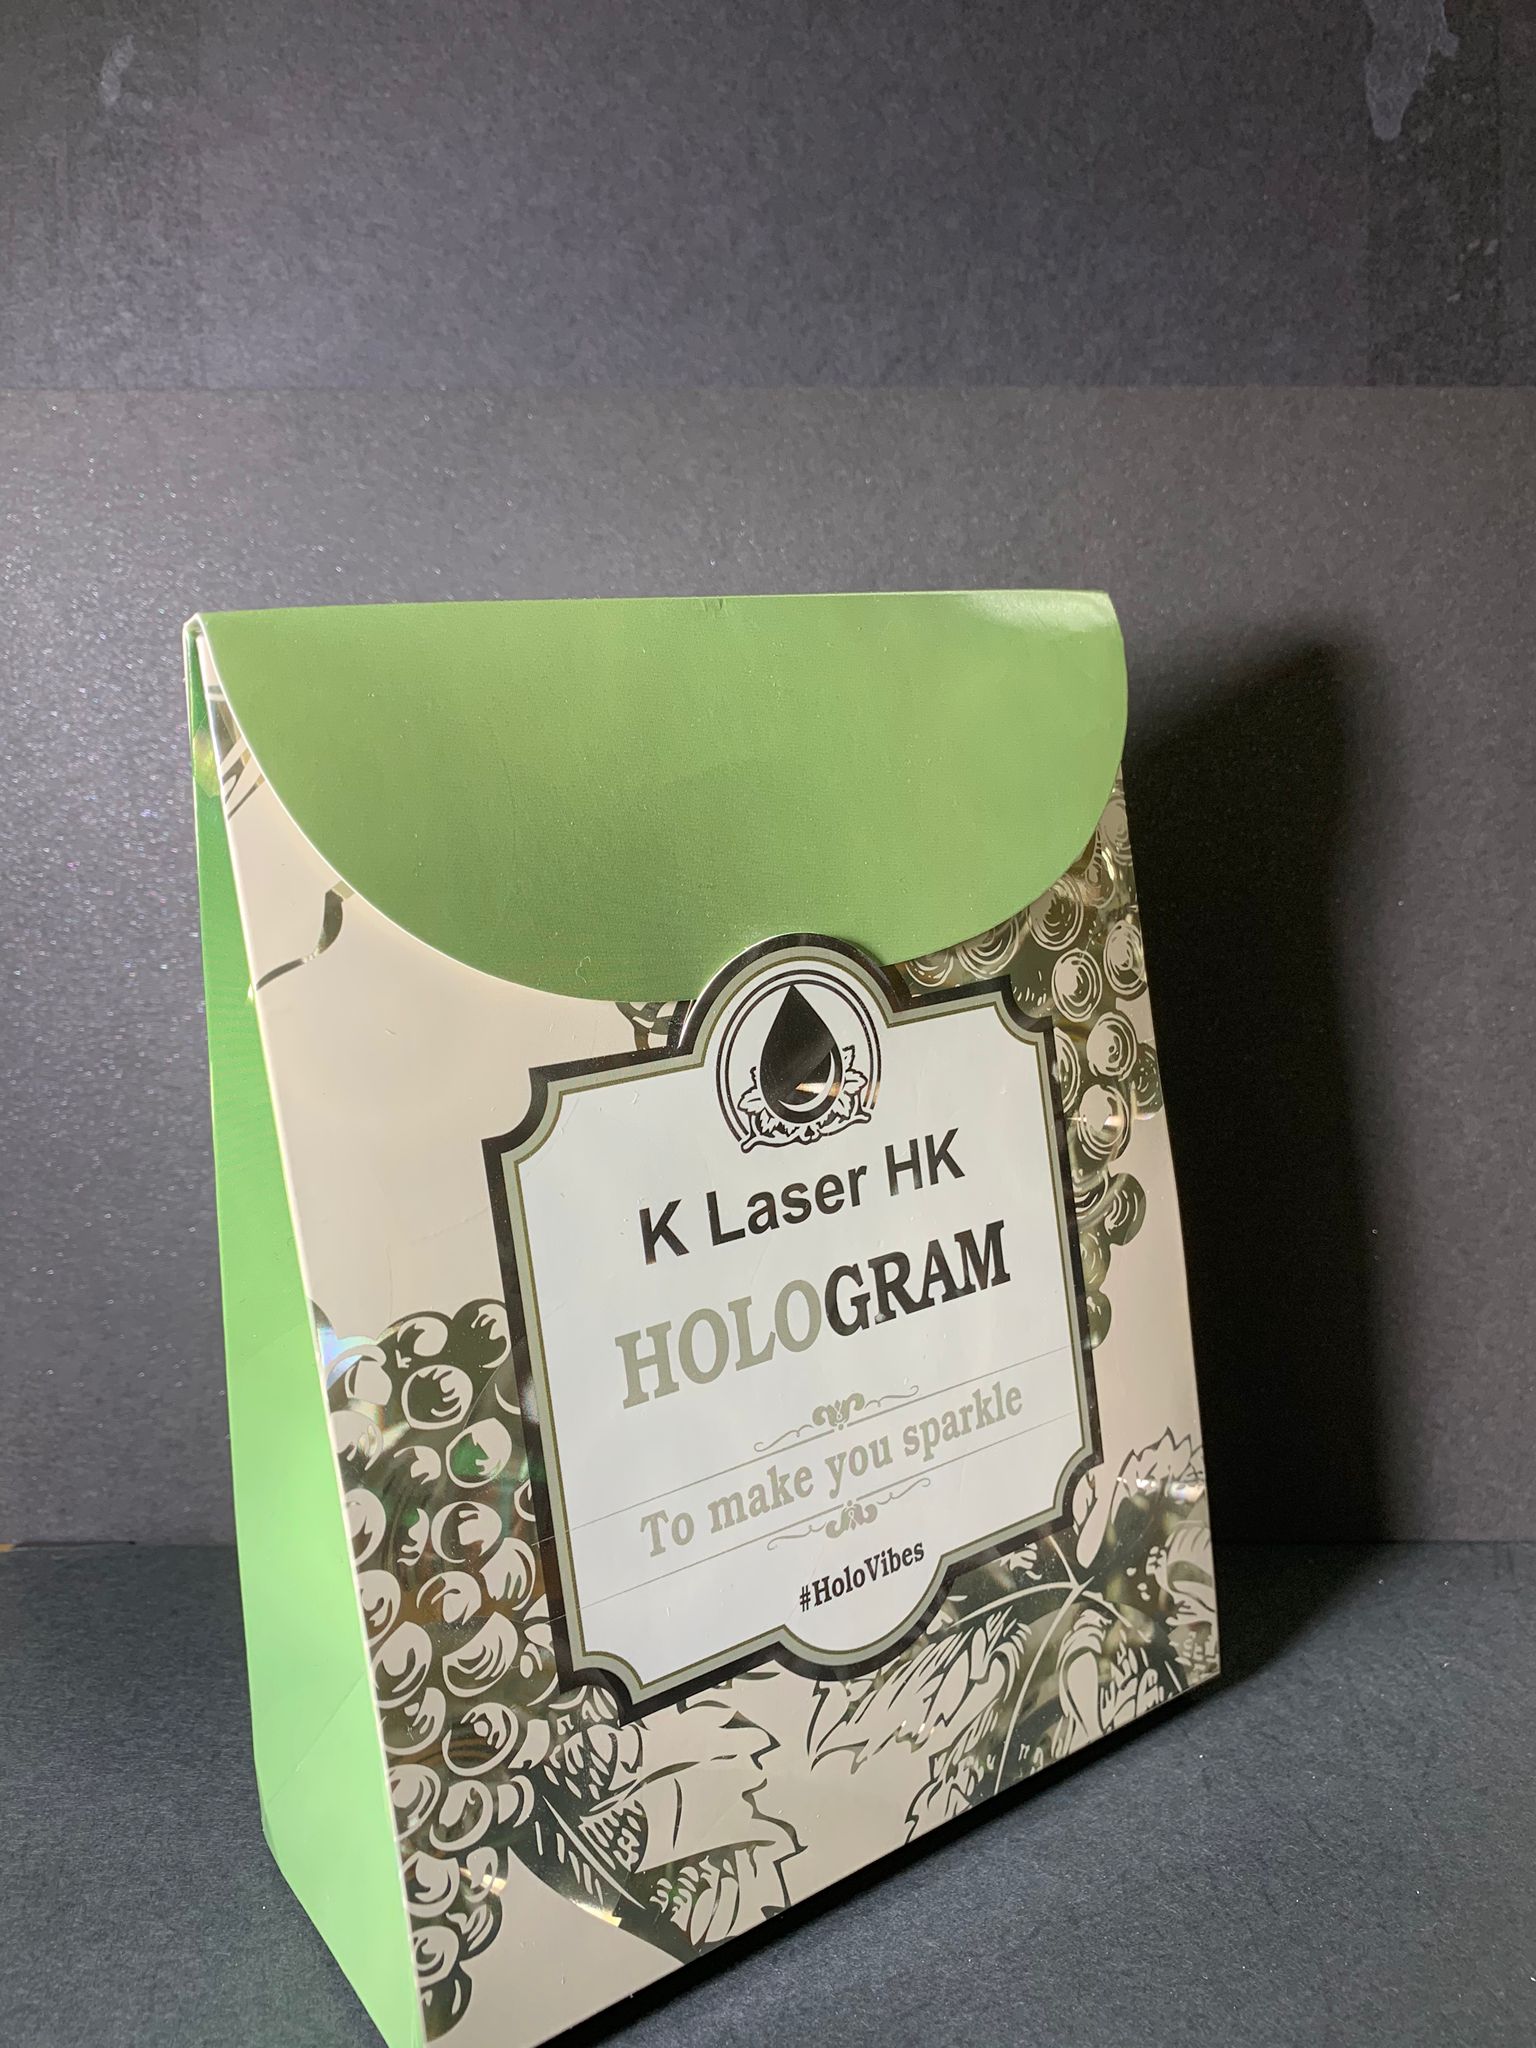 K Laser HK
HOLOGRAM
To make you sparkle
#HoloVibes